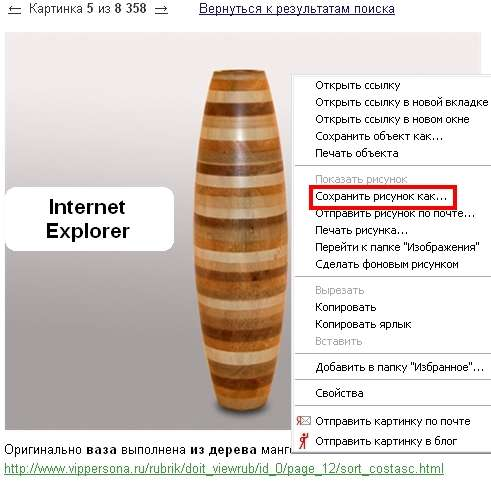 ← Картинка 5 из 8 358 → Вернуться к результатам поиска
Internet
Explorer
Открыть ссылку
Открыть ссылку в новой вкладке
Открыть ссылку в новом окне
Сохранить объект как...
Печать объекта
Показать рисунок
Сохранить рисунок как...
Отправить рисунок по почте...
Печать рисунка...
Перейти к папке "Изображения"
Сделать фоновым рисунком
Вырезать
Копировать
Копировать ярлык
Вставить
Добавить в папку "Избранное"...
Свойства
Отправить картинку по почте
Отправить картинку в блог
Оригинально ваза выполнена из дерева манг
http://www.vippersona.ru/rubrik/doit_viewrub/id_0/page_12/sort_costasc.html